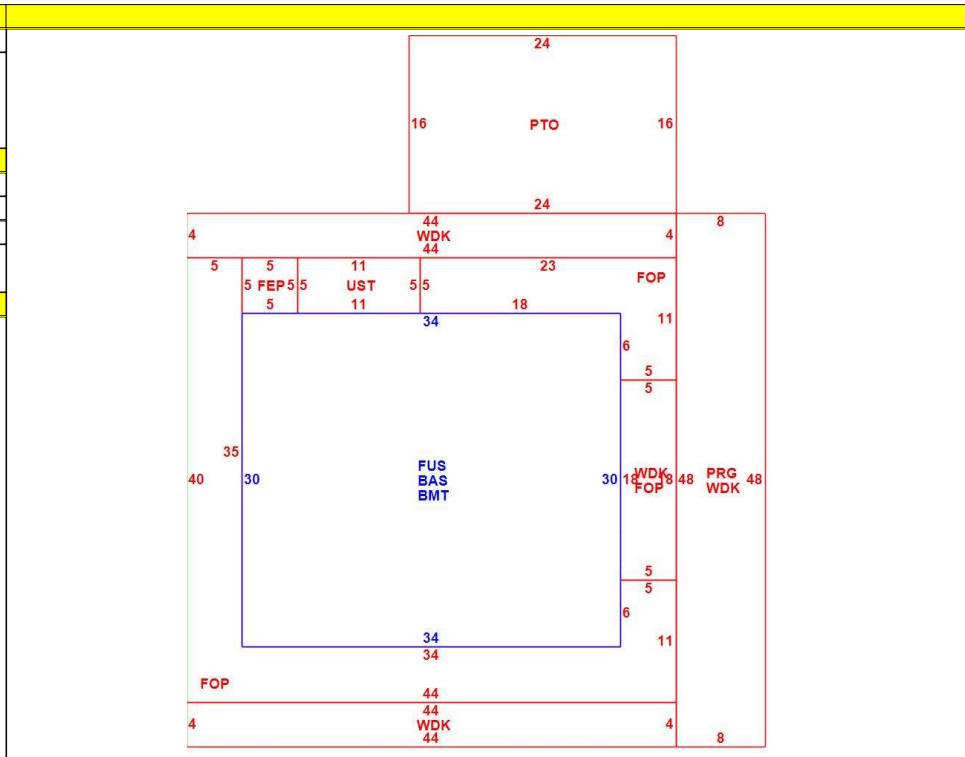 24
16 PTO 16
24
44 8
4 WDK 4
44
5 5 11 23
FOP
5 FEP 5 5 UST 5 5
5 11 18
11
34
6
5
5
35
FUS
40 30 BAS 30 18 WDK 18 48 PRG 48
BMT FOP WDK
5
5
6
34 11
34
FOP
44
44
4 WDK 4
44 8